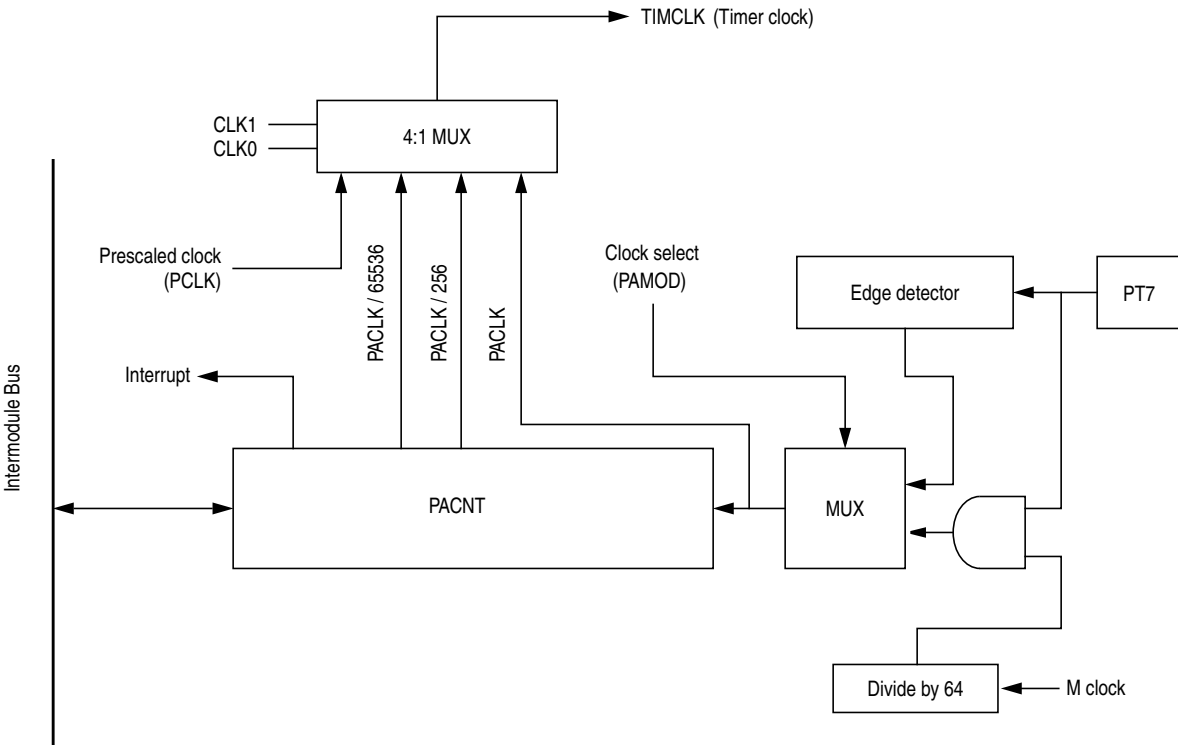 TIMCLK (Timer clock)
CLK1
CLK0
4:1 MUX
Prescaled clock
(PCLK)
PACLK / 65536
PACLK / 256
PACLK
Clock select
(PAMOD)
Edge detector
PT7
Interrupt
Intermodule Bus
PACNT
MUX
Divide by 64
M clock